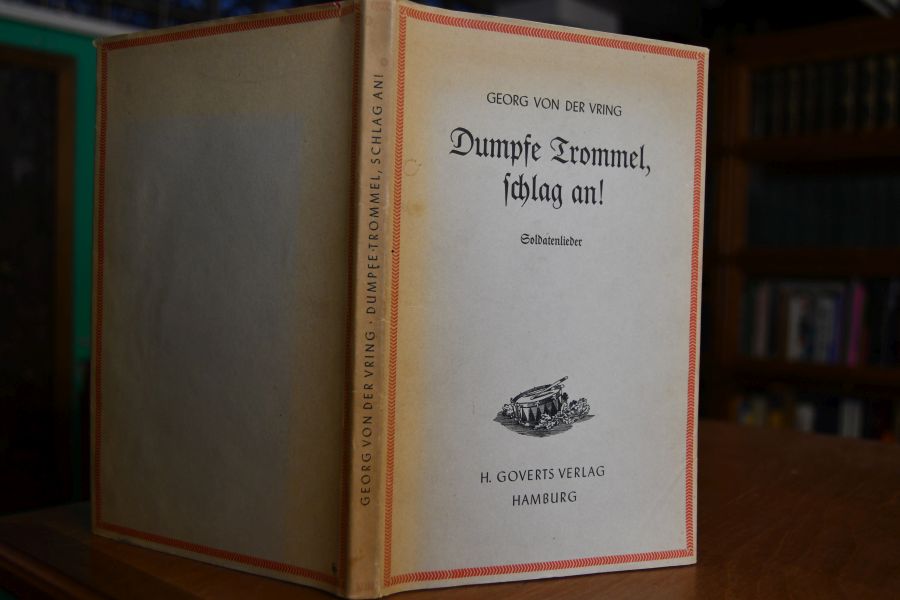 GEORG VON DER VRING · DUMPFE TROMMEL, SCHLAG AN!
GEORG VON DER VRING
Dumpfe Trommel,
ſchlag an!
Soldatenlieder
H. GOVERTS VERLAG
HAMBURG